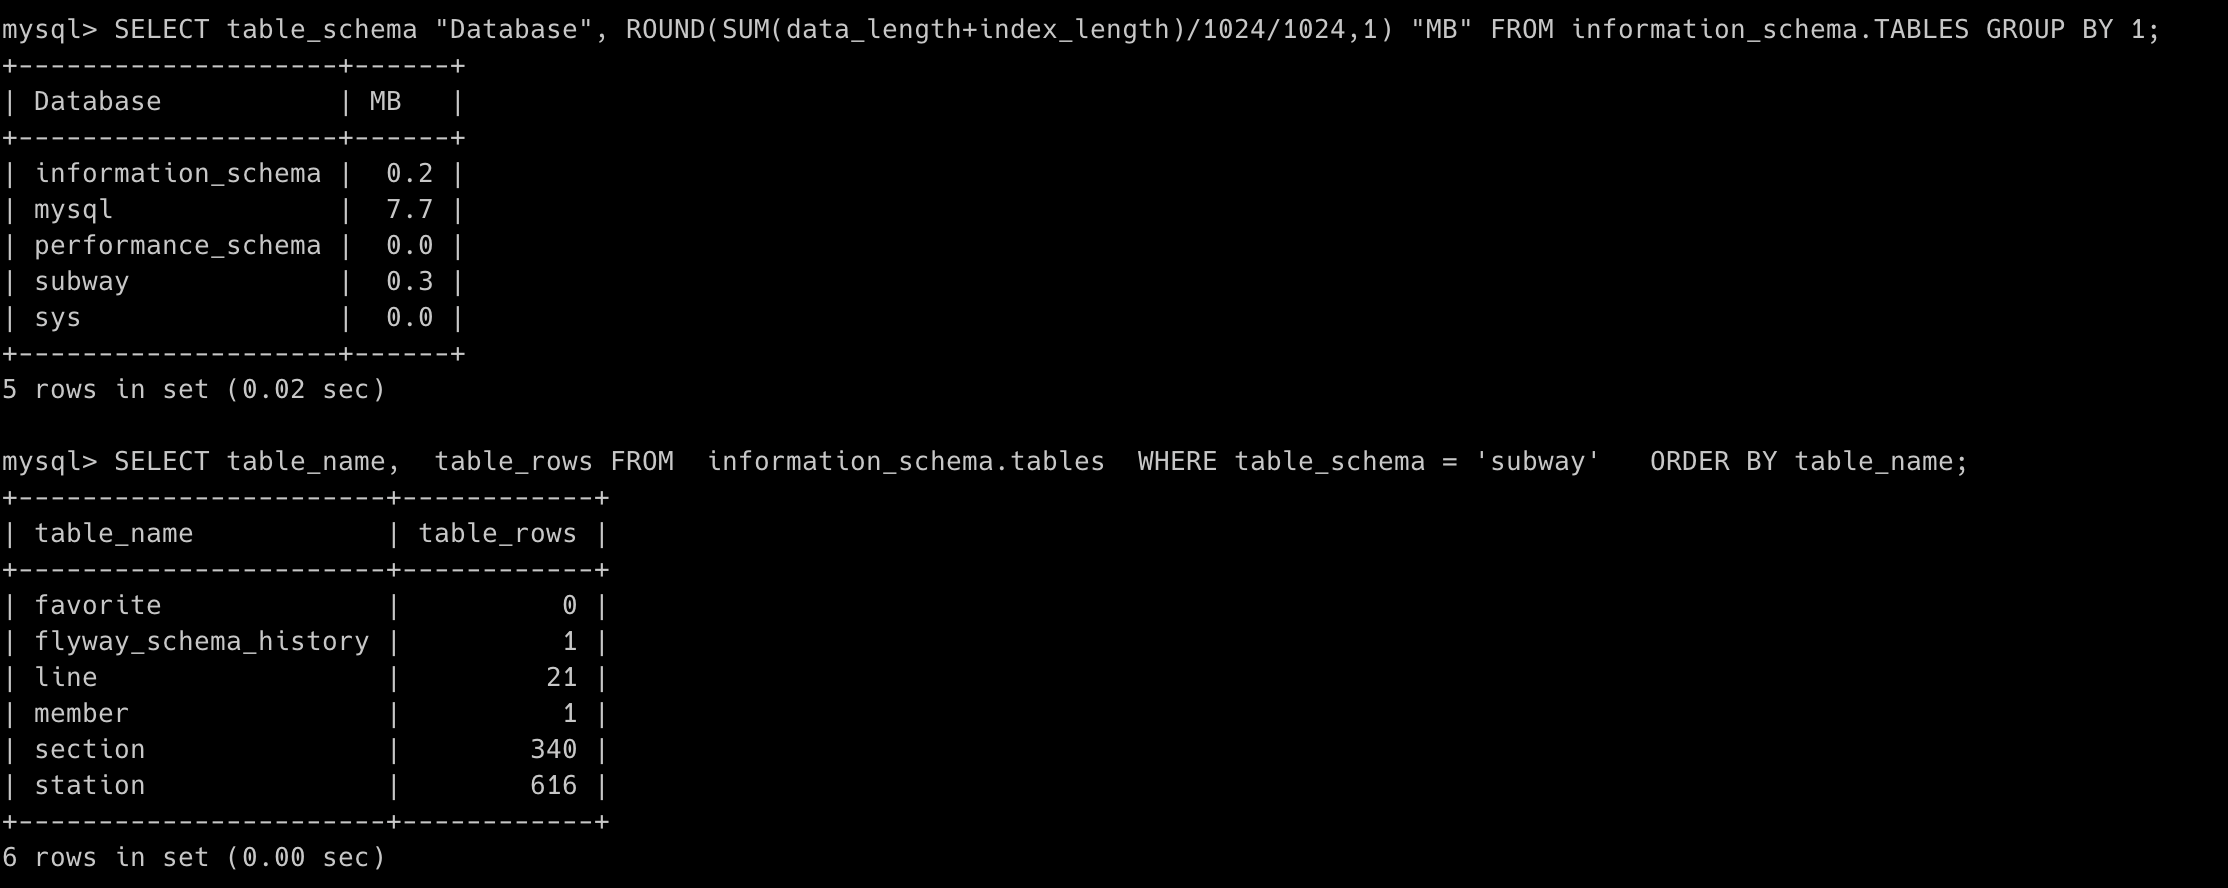 mysql> SELECT table_schema "Database", ROUND(SUM(data_length+index_length)/1024/1024,1) "MB" FROM information_schema.TABLES GROUP BY 1;
+--------------------+------+
| Database           | MB   |
+--------------------+------+
| information_schema |  0.2 |
| mysql              |  7.7 |
| performance_schema |  0.0 |
| subway             |  0.3 |
| sys                |  0.0 |
+--------------------+------+
5 rows in set (0.02 sec)

mysql> SELECT table_name,  table_rows FROM  information_schema.tables  WHERE table_schema = 'subway'   ORDER BY table_name;
+-----------------------+------------+
| table_name            | table_rows |
+-----------------------+------------+
| favorite              |          0 |
| flyway_schema_history |          1 |
| line                  |         21 |
| member                |          1 |
| section               |        340 |
| station               |        616 |
+-----------------------+------------+
6 rows in set (0.00 sec)